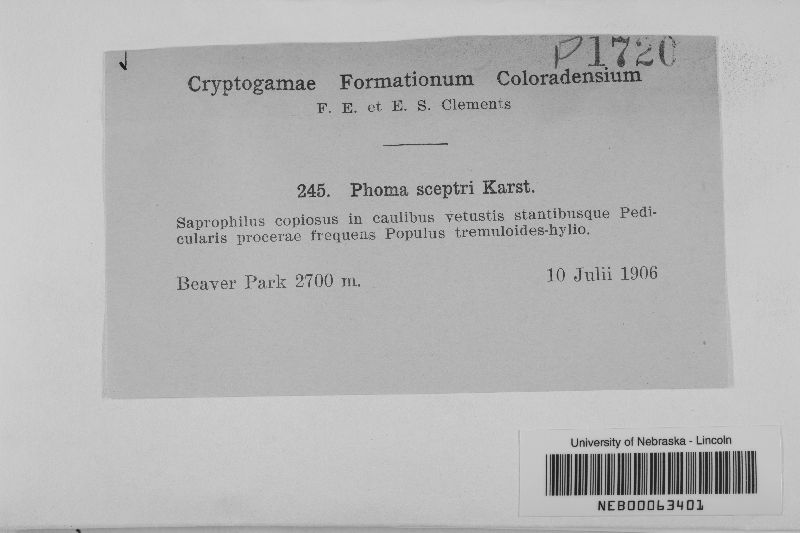 P1720
Cryptogamae Formationum Coloradensium
F. E. et E. S. Clements
245. Phoma sceptri Karst.
Saprophilus copiosus in caulibus vetustis stantibusque Pedi-
cularis procerae frequens Populus tremuloides-hylio.
Beaver Park 2700 m. 10 Julii 1906
University of Nebraska - Lincoln
NEB00063401